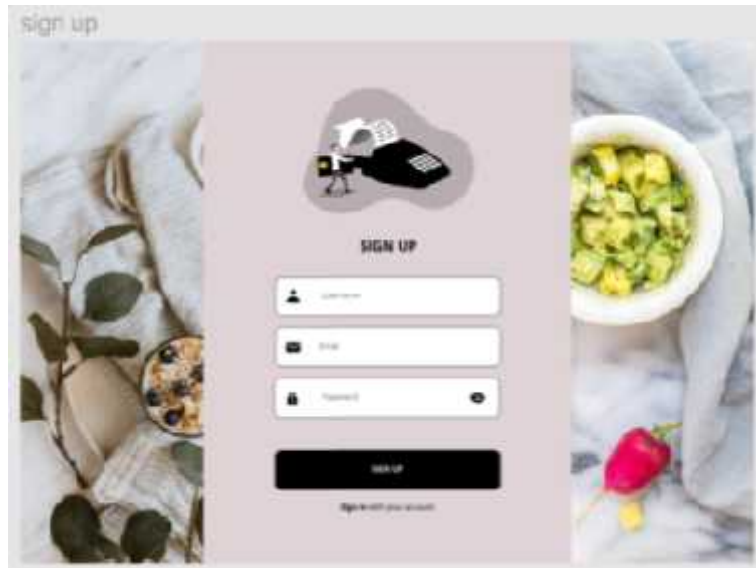 sign up
SIGN UP
Username
Email
Password
SIGN UP
Sign in with your account